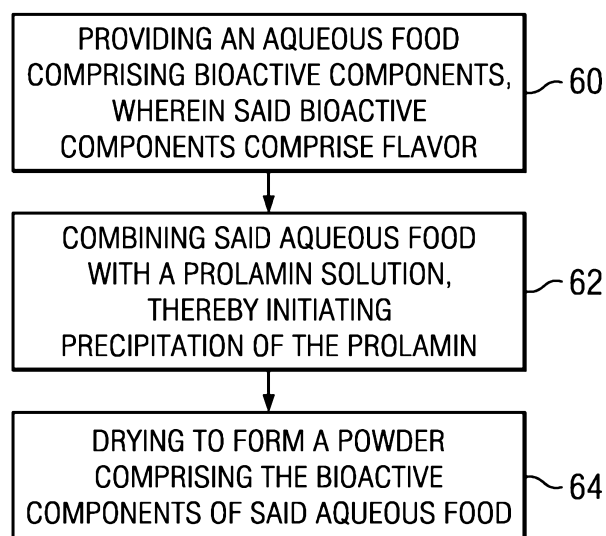 PROVIDING AN AQUEOUS FOOD
COMPRISING BIOACTIVE COMPONENTS,
WHEREIN SAID BIOACTIVE
COMPONENTS COMPRISE FLAVOR
60
COMBINING SAID AQUEOUS FOOD
WITH A PROLAMIN SOLUTION,
THEREBY INITIATING
PRECIPITATION OF THE PROLAMIN
62
DRYING TO FORM A POWDER
COMPRISING THE BIOACTIVE
COMPONENTS OF SAID AQUEOUS FOOD
64